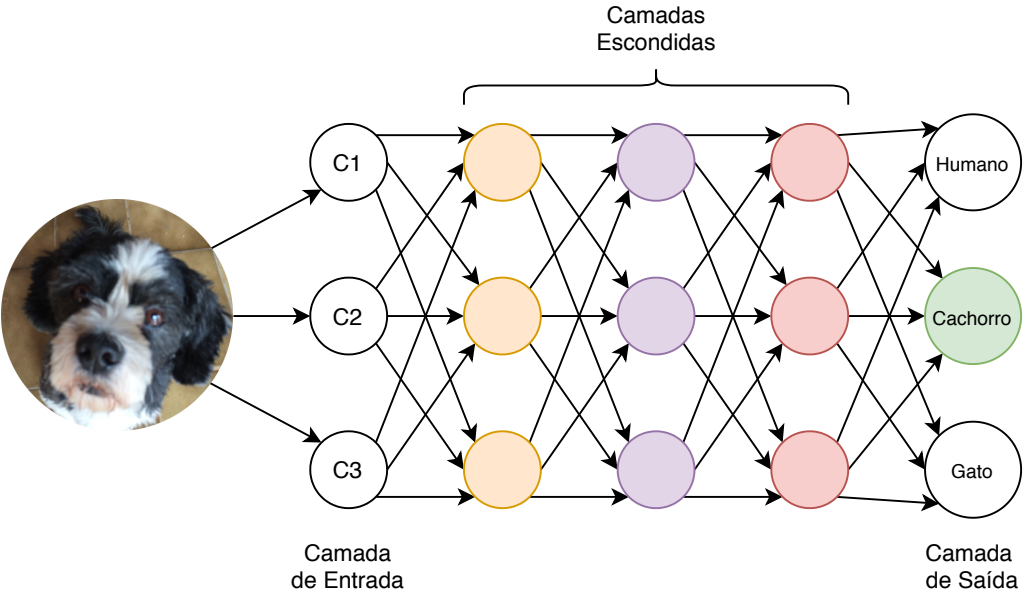 Camadas
Escondidas
C1
Humano
C2
Cachorro
C3
Gato
Camada
de Entrada
Camada
de Saída